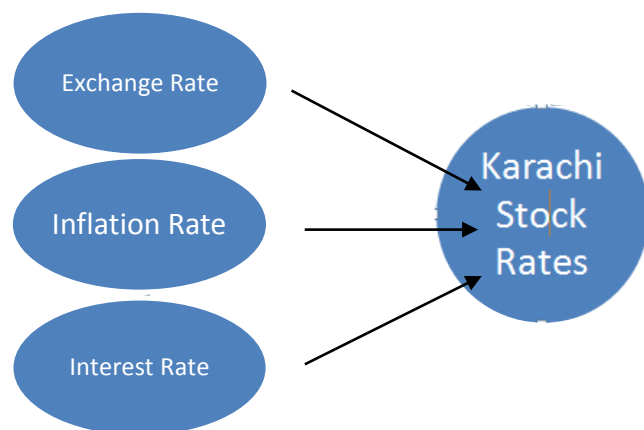 Exchange Rate
Inflation Rate
Interest Rate
Karachi
Stock
Rates